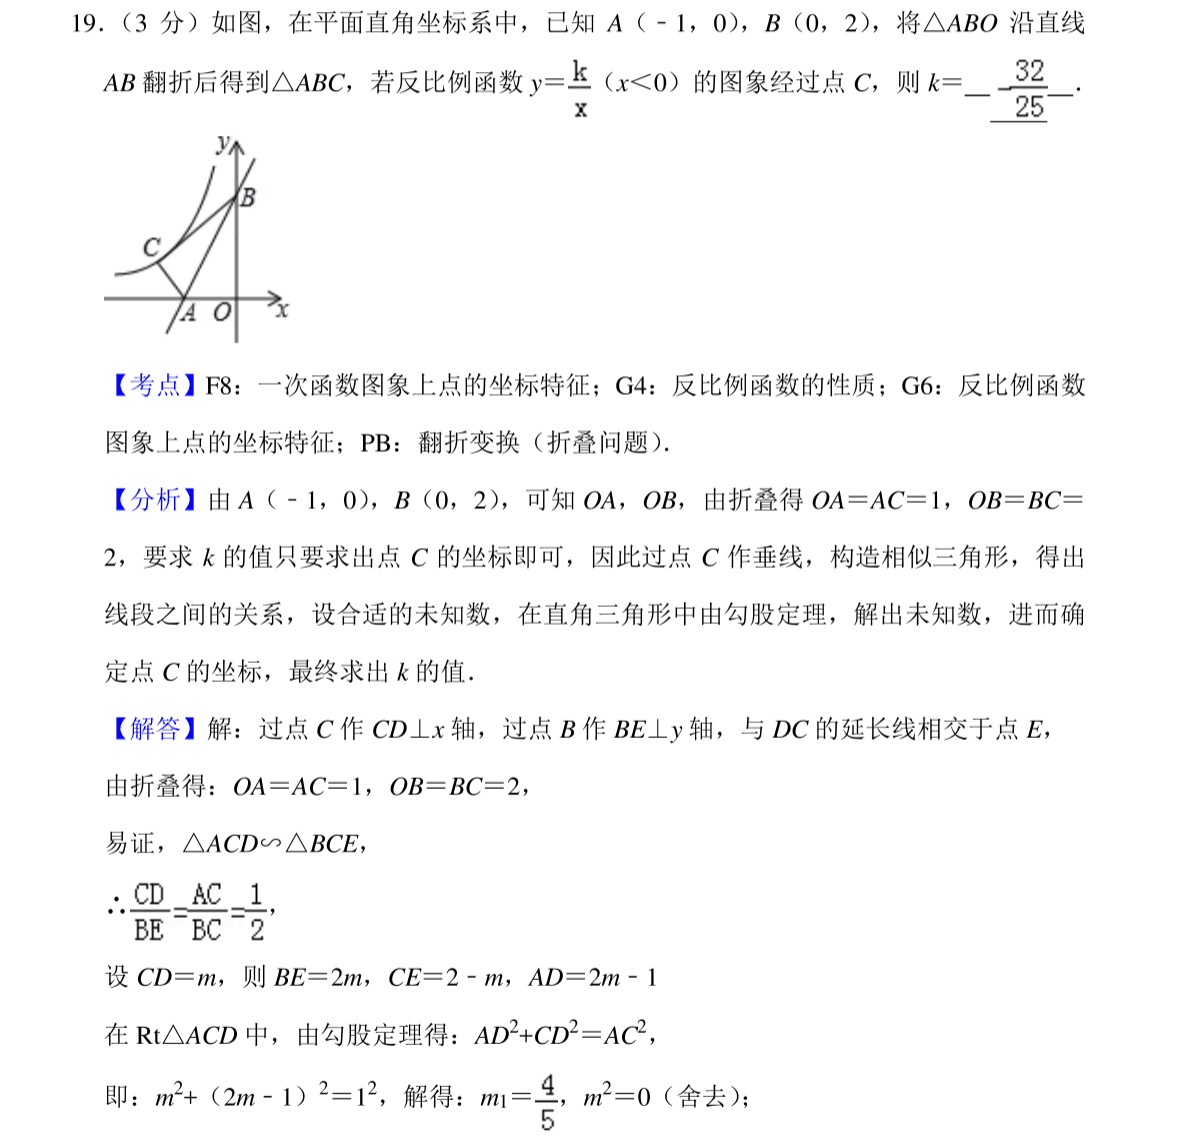 19.（3 分）如图，在平面直角坐标系中，已知 A（﹣1，0），B（0，2），将△ABO 沿直线
AB 翻折后得到△ABC，若反比例函数 y=k/x（x＜0）的图象经过点 C，则 k=__ -32/25 __．
y
B
C
A O x
【考点】F8：一次函数图象上点的坐标特征；G4：反比例函数的性质；G6：反比例函数
图象上点的坐标特征；PB：翻折变换（折叠问题）．
【分析】由 A（﹣1，0），B（0，2），可知 OA，OB，由折叠得 OA＝AC＝1，OB＝BC＝
2，要求 k 的值只要求出点 C 的坐标即可，因此过点 C 作垂线，构造相似三角形，得出
线段之间的关系，设合适的未知数，在直角三角形中由勾股定理，解出未知数，进而确
定点 C 的坐标，最终求出 k 的值．
【解答】解：过点 C 作 CD⊥x 轴，过点 B 作 BE⊥y 轴，与 DC 的延长线相交于点 E，
由折叠得：OA＝AC＝1，OB＝BC＝2，
易证，△ACD∽△BCE，
∴CD/BE=AC/BC=1/2，
设 CD＝m，则 BE＝2m，CE＝2﹣m，AD＝2m﹣1
在 Rt△ACD 中，由勾股定理得：AD²+CD²＝AC²，
即：m²+（2m﹣1）²＝1²，解得：m₁＝4/5，m²＝0（舍去）；